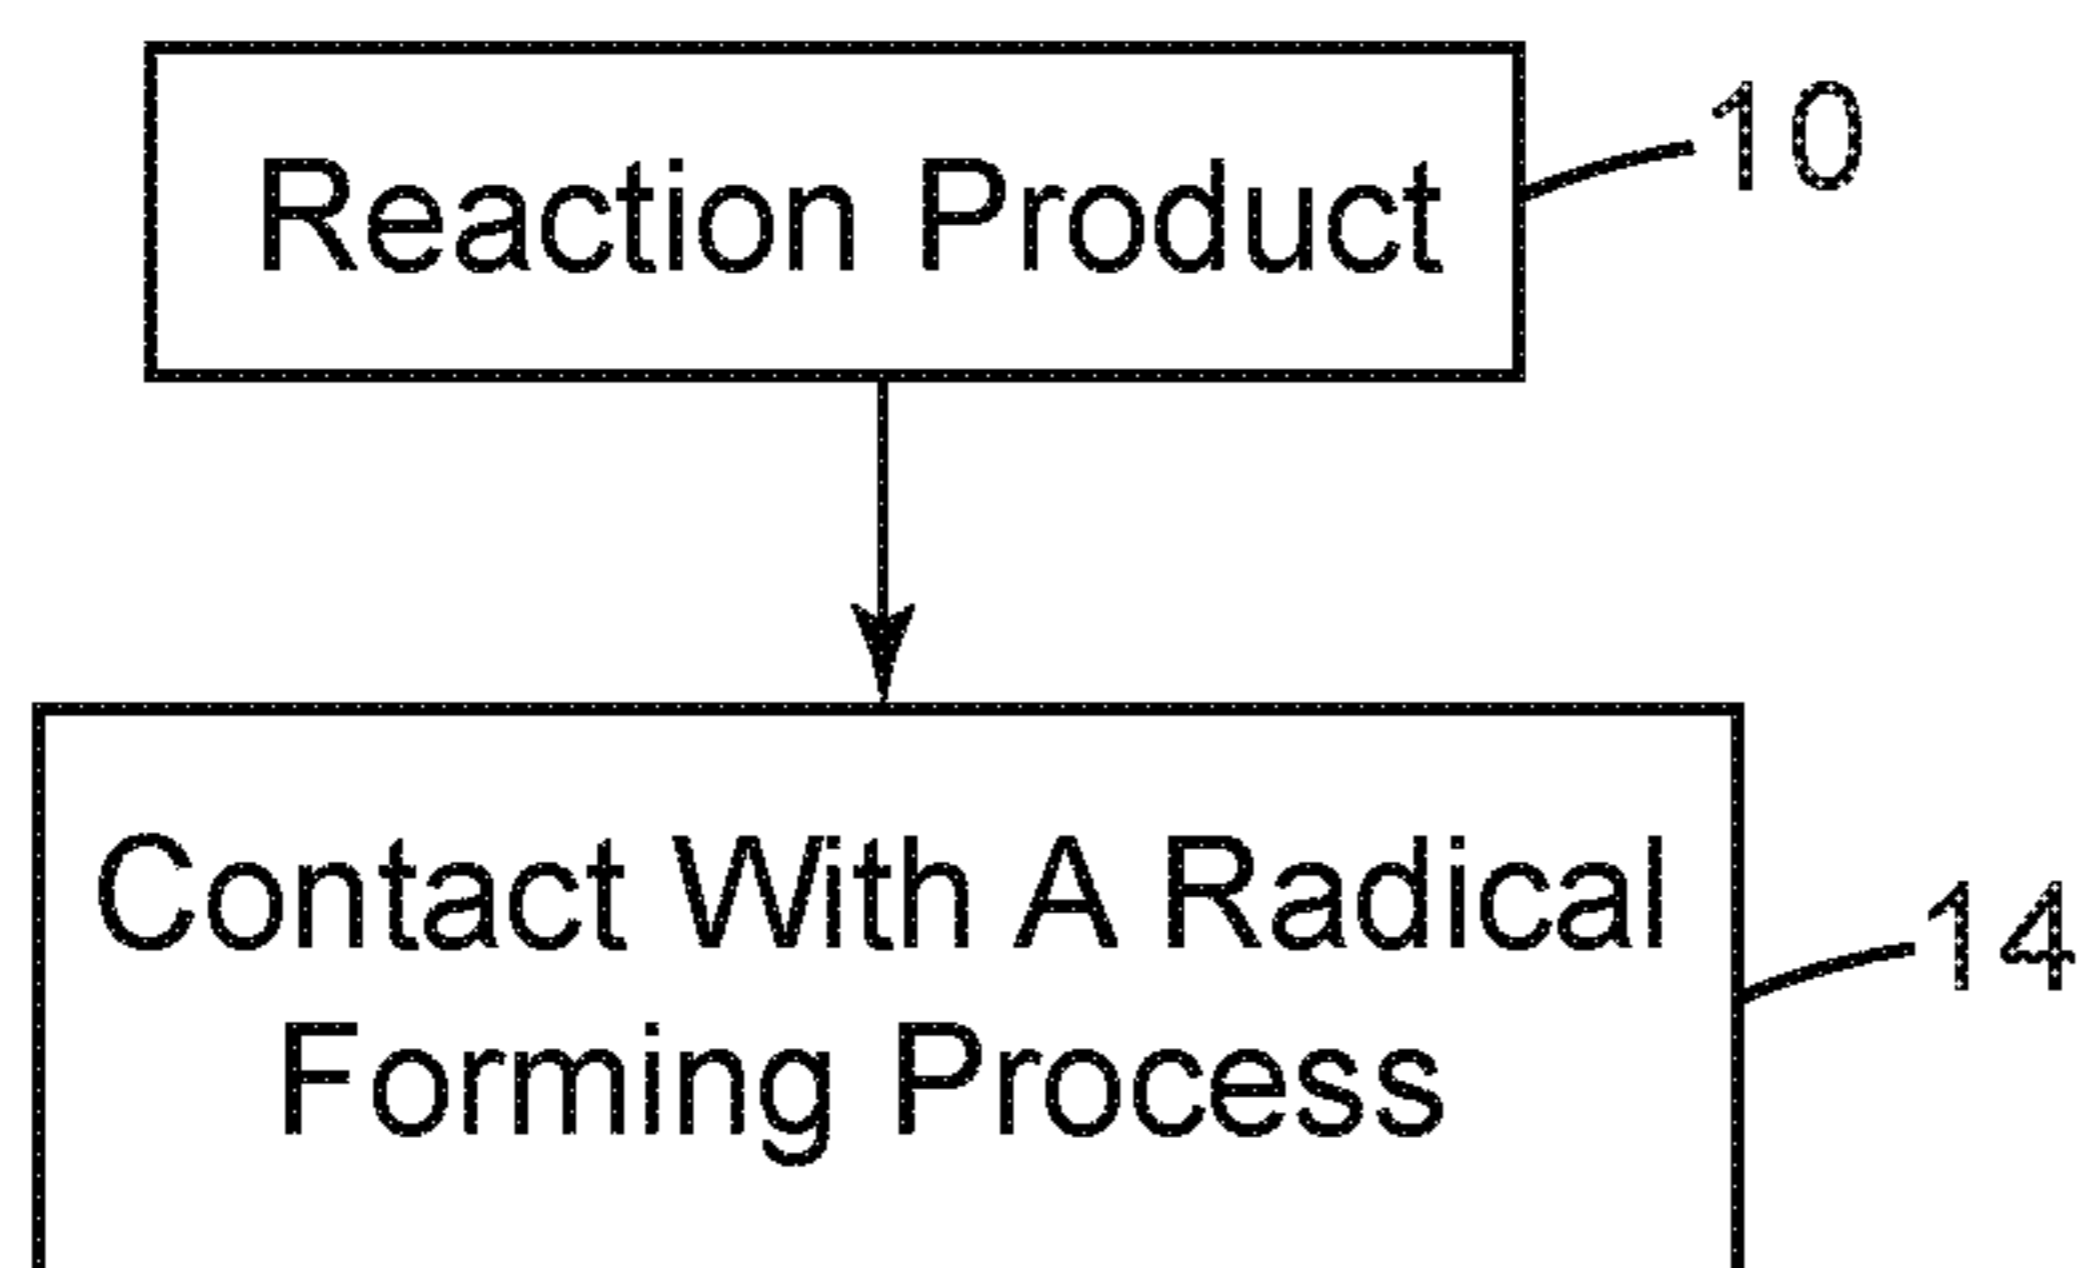 Reaction Product
10
Contact With A Radical
Forming Process
14